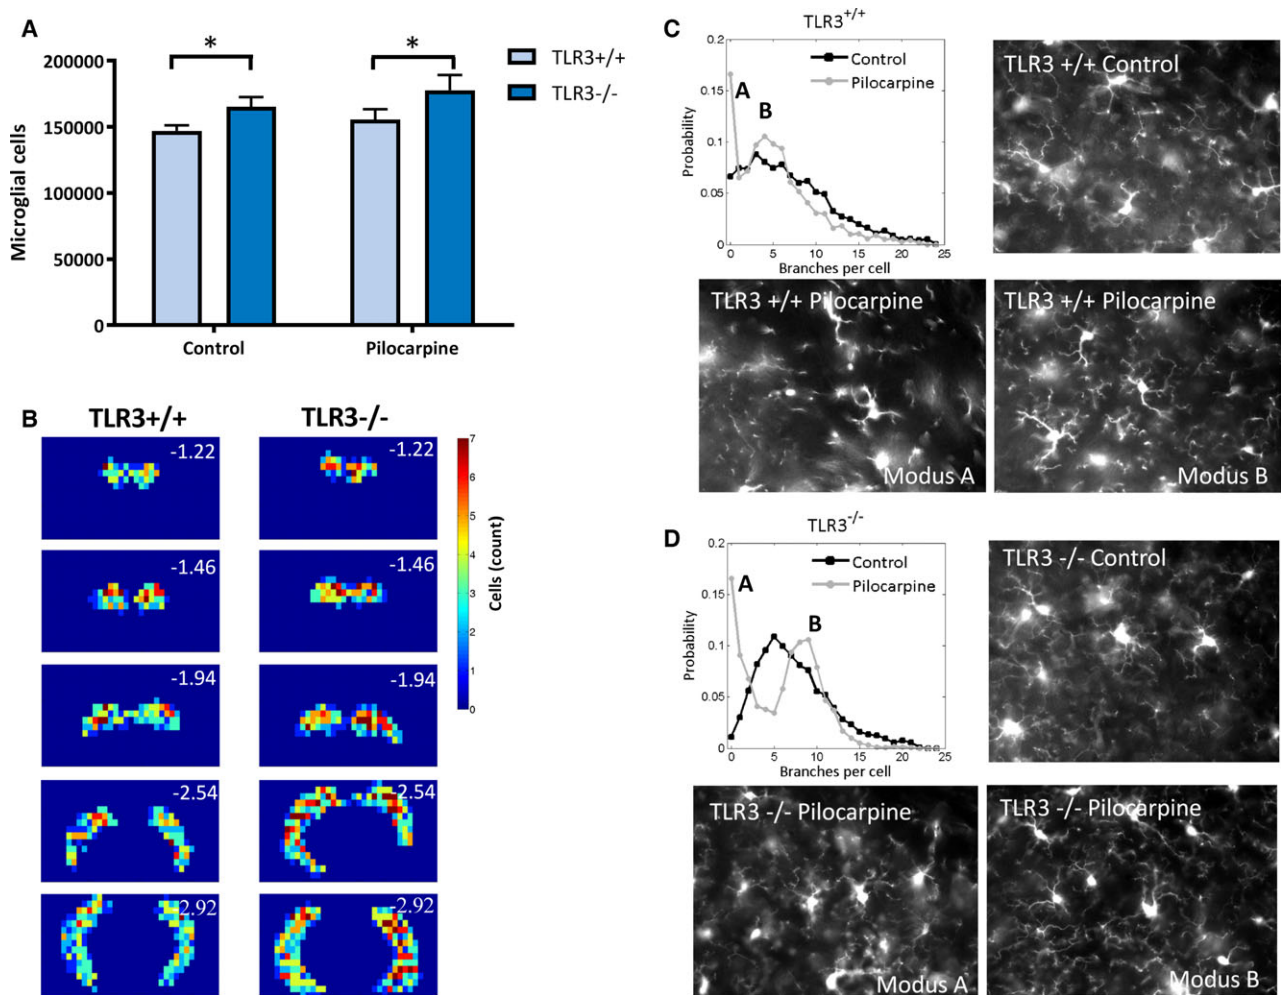 A
* *
TLR3+/+
TLR3-/-
Microglial cells
200000
150000
100000
50000
0
Control Pilocarpine
B
TLR3+/+ TLR3-/-
-1.22 -1.22
-1.46 -1.46
-1.94 -1.94
-2.54 -2.54
-2.92 -2.92
7
6
5
4
3
2
1
0
Cells (count)
C
TLR3+/+
Control
Pilocarpine
A
B
Probability
0.2
0.15
0.1
0.05
0
0 5 10 15 20 25
Branches per cell
TLR3 +/+ Control
TLR3 +/+ Pilocarpine
Modus A
TLR3 +/+ Pilocarpine
Modus B
D
TLR3-/-
Control
Pilocarpine
A
B
Probability
0.2
0.15
0.1
0.05
0
0 5 10 15 20 25
Branches per cell
TLR3 -/- Control
TLR3 -/- Pilocarpine
Modus A
TLR3 -/- Pilocarpine
Modus B